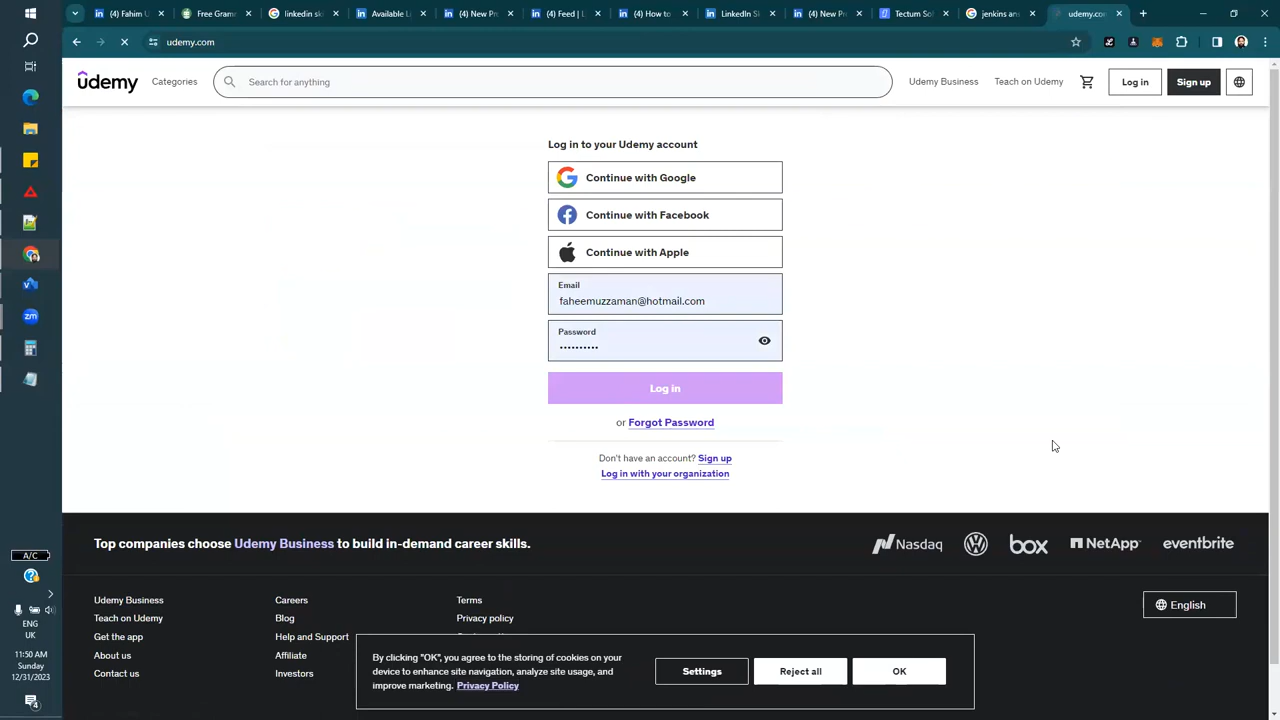 (4) Fahim U
Free Gram
linkedin sk
Available L
(4) New Pr
(4) Feed | L
(4) How to
LinkedIn Sk
(4) New Pr
Tectum So
jenkins ans
udemy.co
udemy.com
udemy
Categories
Search for anything
Udemy Business
Teach on Udemy
Log in
Sign up
Log in to your Udemy account
Continue with Google
Continue with Facebook
Continue with Apple
Email
faheemuzzaman@hotmail.com
Password
••••••••••
Log in
or Forgot Password
Don't have an account? Sign up
Log in with your organization
Top companies choose Udemy Business to build in-demand career skills.
Nasdaq
box
NetApp
eventbrite
Udemy Business
Teach on Udemy
Get the app
About us
Contact us
Careers
Blog
Help and Support
Affiliate
Investors
Terms
Privacy policy
English
By clicking "OK", you agree to the storing of cookies on your
device to enhance site navigation, analyze site usage, and
improve marketing. Privacy Policy
Settings
Reject all
OK
zm
A/C
ENG
UK
11:50 AM
Sunday
12/31/2023
4